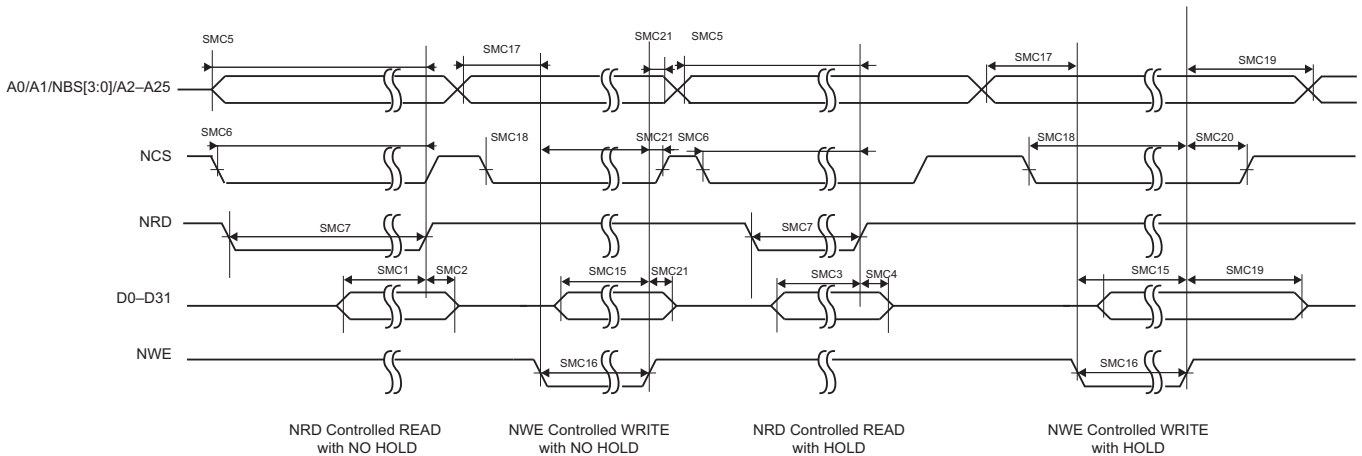 SMC5 SMC17 SMC21 SMC5 SMC17 SMC19
A0/A1/NBS[3:0]/A2–A25
SMC6 SMC18 SMC21 SMC6 SMC18 SMC20
NCS
NRD
SMC7 SMC7
SMC1 SMC2 SMC15 SMC21 SMC3 SMC4 SMC15 SMC19
D0–D31
NWE
SMC16 SMC16
NRD Controlled READ
with NO HOLD
NWE Controlled WRITE
with NO HOLD
NRD Controlled READ
with HOLD
NWE Controlled WRITE
with HOLD